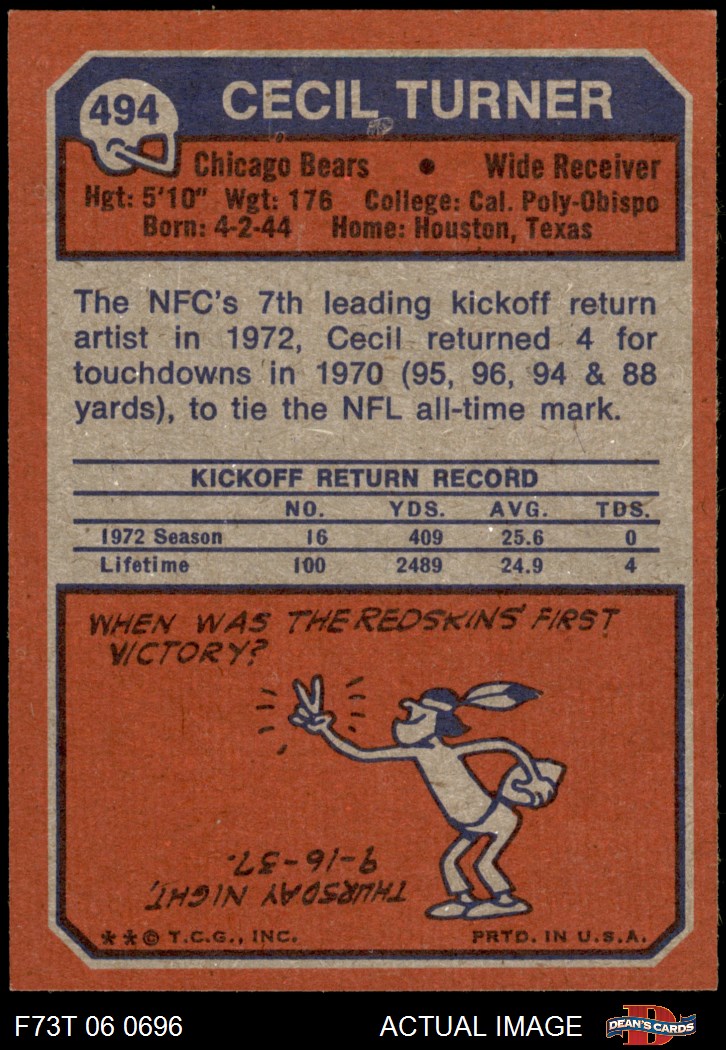 494
CECIL TURNER
Chicago Bears • Wide Receiver
Hgt: 5'10" Wgt: 176 College: Cal. Poly-Obispo
Born: 4-2-44 Home: Houston, Texas
The NFC's 7th leading kickoff return
artist in 1972, Cecil returned 4 for
touchdowns in 1970 (95, 96, 94 & 88
yards), to tie the NFL all-time mark.
KICKOFF RETURN RECORD
NO. YDS. AVG. TDS.
1972 Season 16 409 25.6 0
Lifetime 100 2489 24.9 4
WHEN WAS THE REDSKINS' FIRST
VICTORY?
THURSDAY NIGHT,
9-16-37.
**© T.C.G., INC. PRTD. IN U.S.A.
F73T 06 0696 ACTUAL IMAGE
D
DEAN'S CARDS